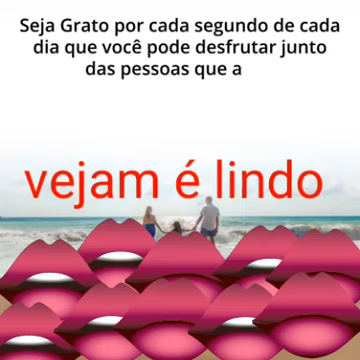 Seja Grato por cada segundo de cada
dia que você pode desfrutar junto
das pessoas que a
vejam é lindo